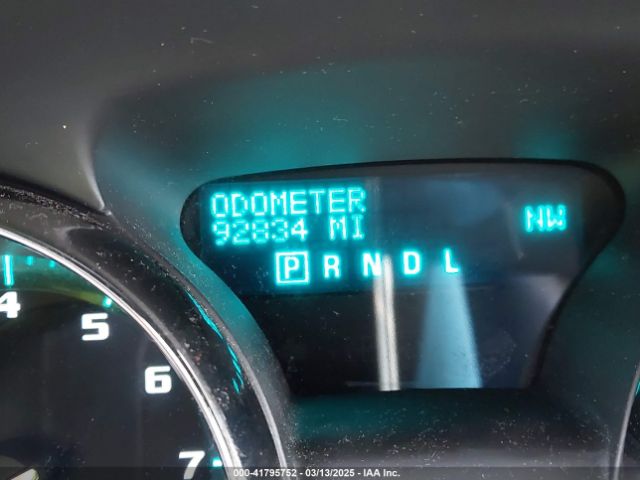 ODOMETER
92834 MI
NW
P R N D L
4
5
6
7
000-41795752 - 03/13/2025 - IAA Inc.